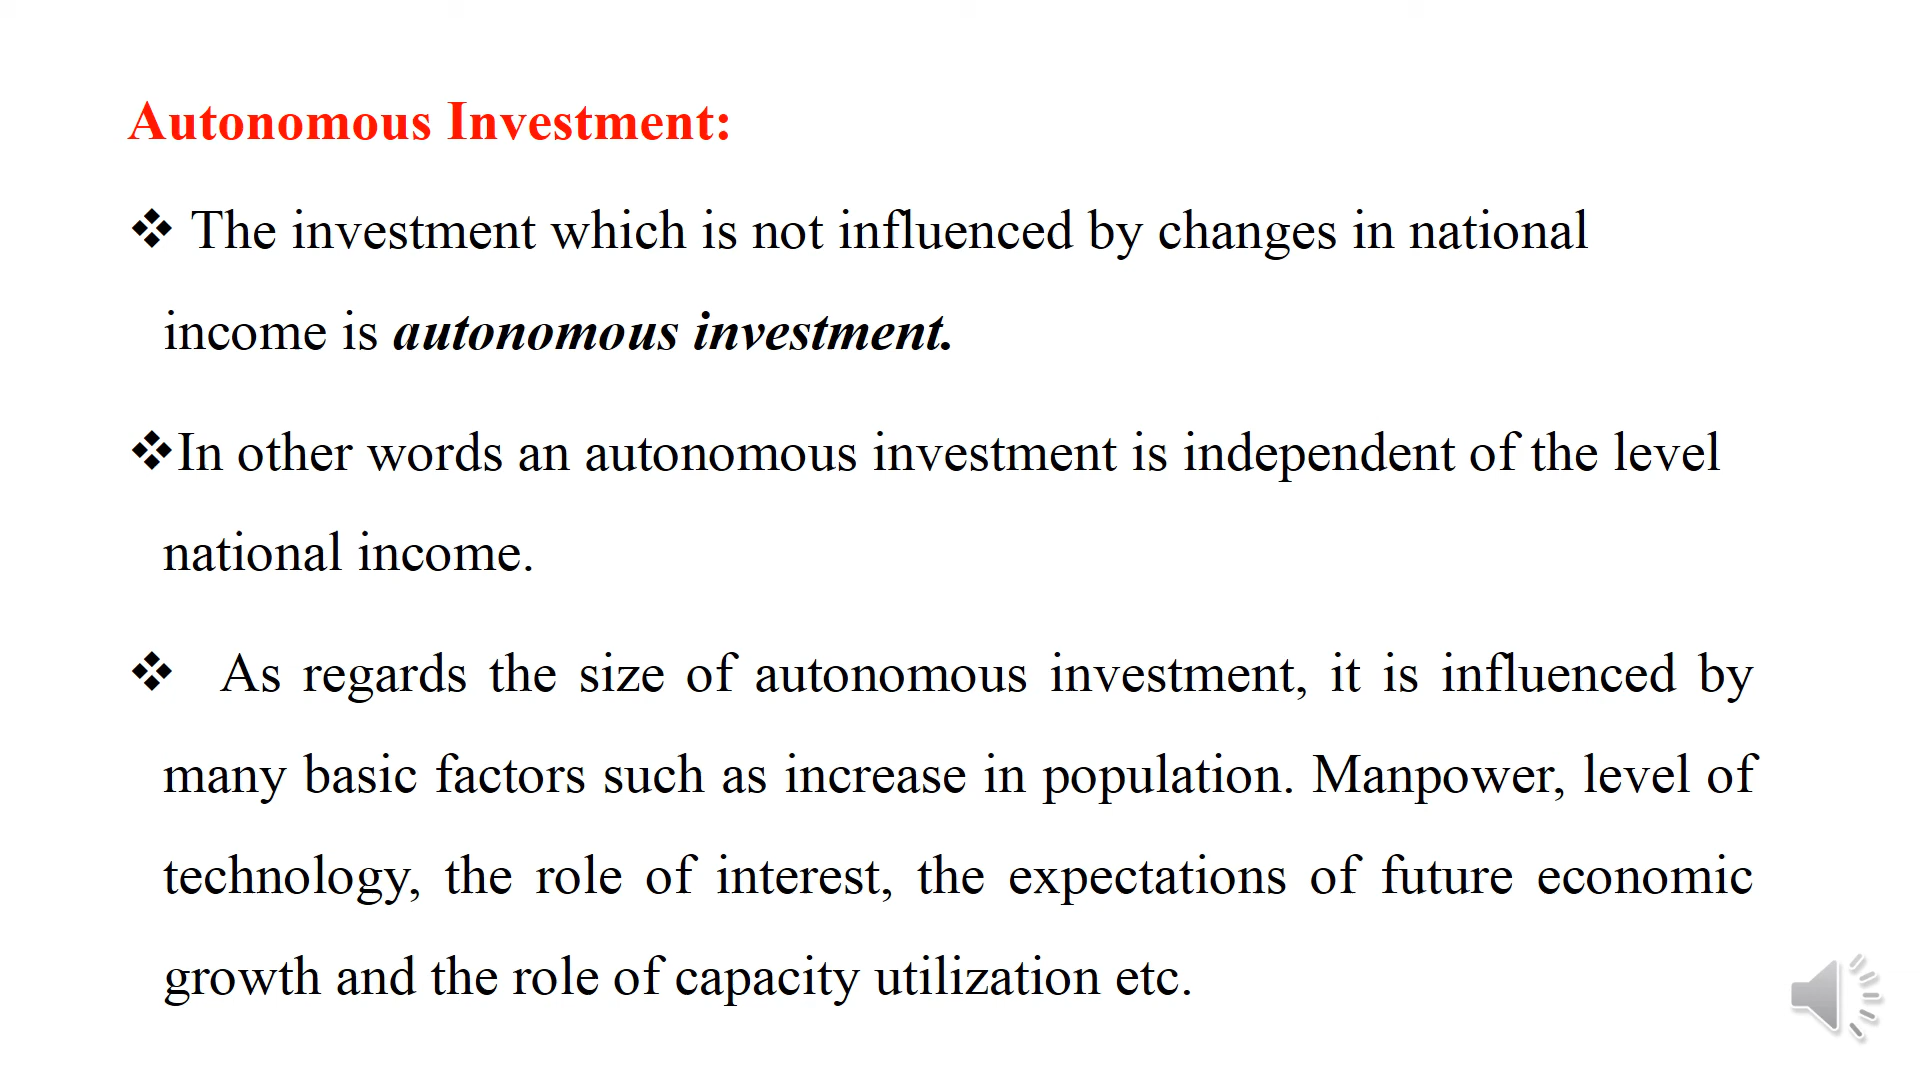 Autonomous Investment:
❖ The investment which is not influenced by changes in national
income is autonomous investment.
❖In other words an autonomous investment is independent of the level
national income.
❖ As regards the size of autonomous investment, it is influenced by
many basic factors such as increase in population. Manpower, level of
technology, the role of interest, the expectations of future economic
growth and the role of capacity utilization etc.